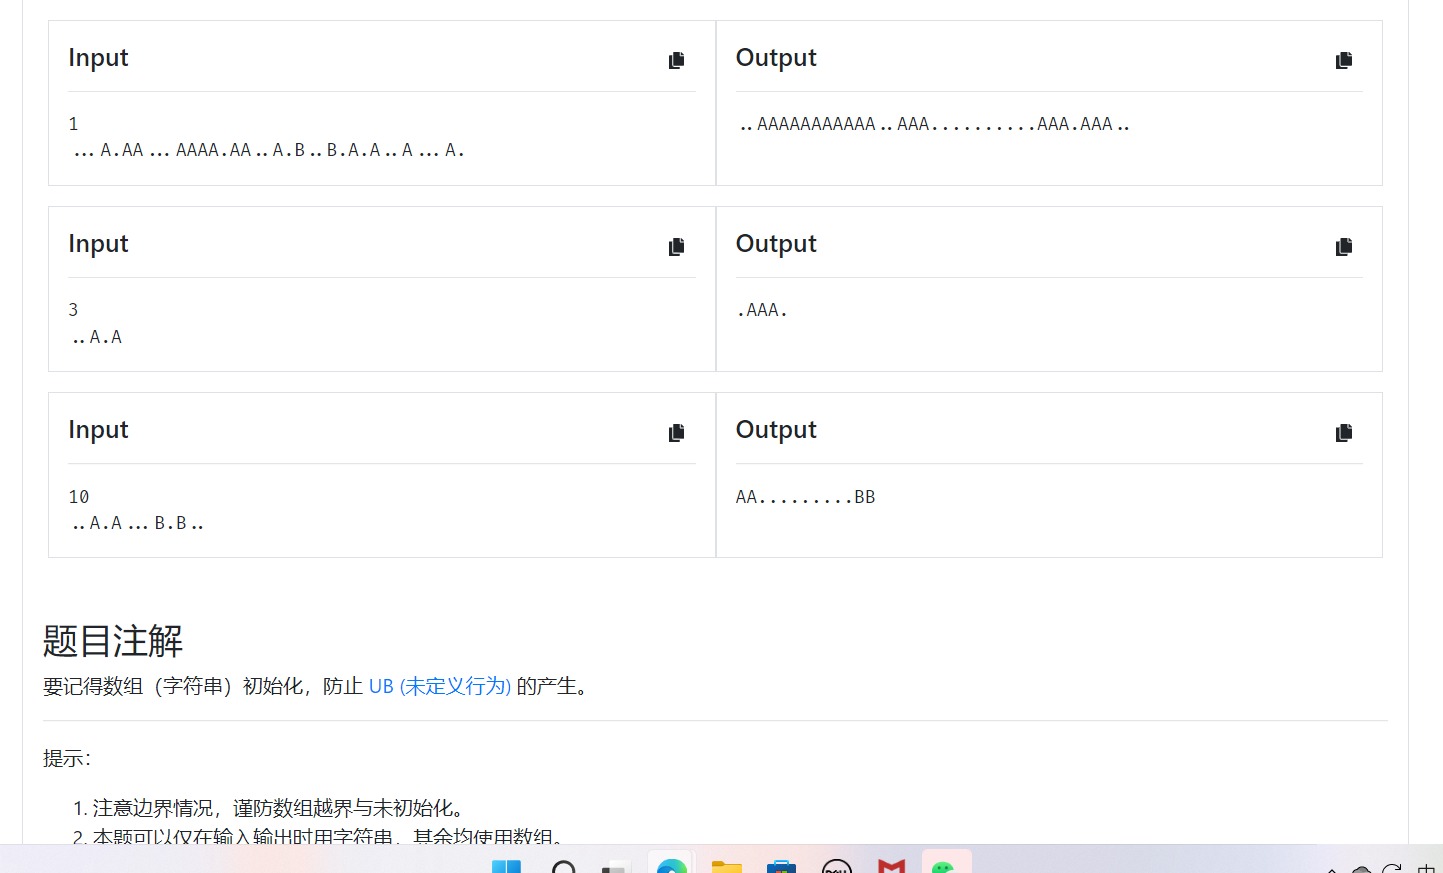 Input
Output
1
...A.AA...AAAA.AA..A.B..B.A.A..A...A.
..AAAAAAAAAAA..AAA..........AAA.AAA..
Input
Output
3
..A.A
.AAA.
Input
Output
10
..A.A...B.B..
AA.........BB
题目注解
要记得数组（字符串）初始化，防止 UB (未定义行为) 的产生。
提示：
1. 注意边界情况，谨防数组越界与未初始化。
2. 本题可以仅在输入输出时用字符串，其余均使用数组。
DELL
中